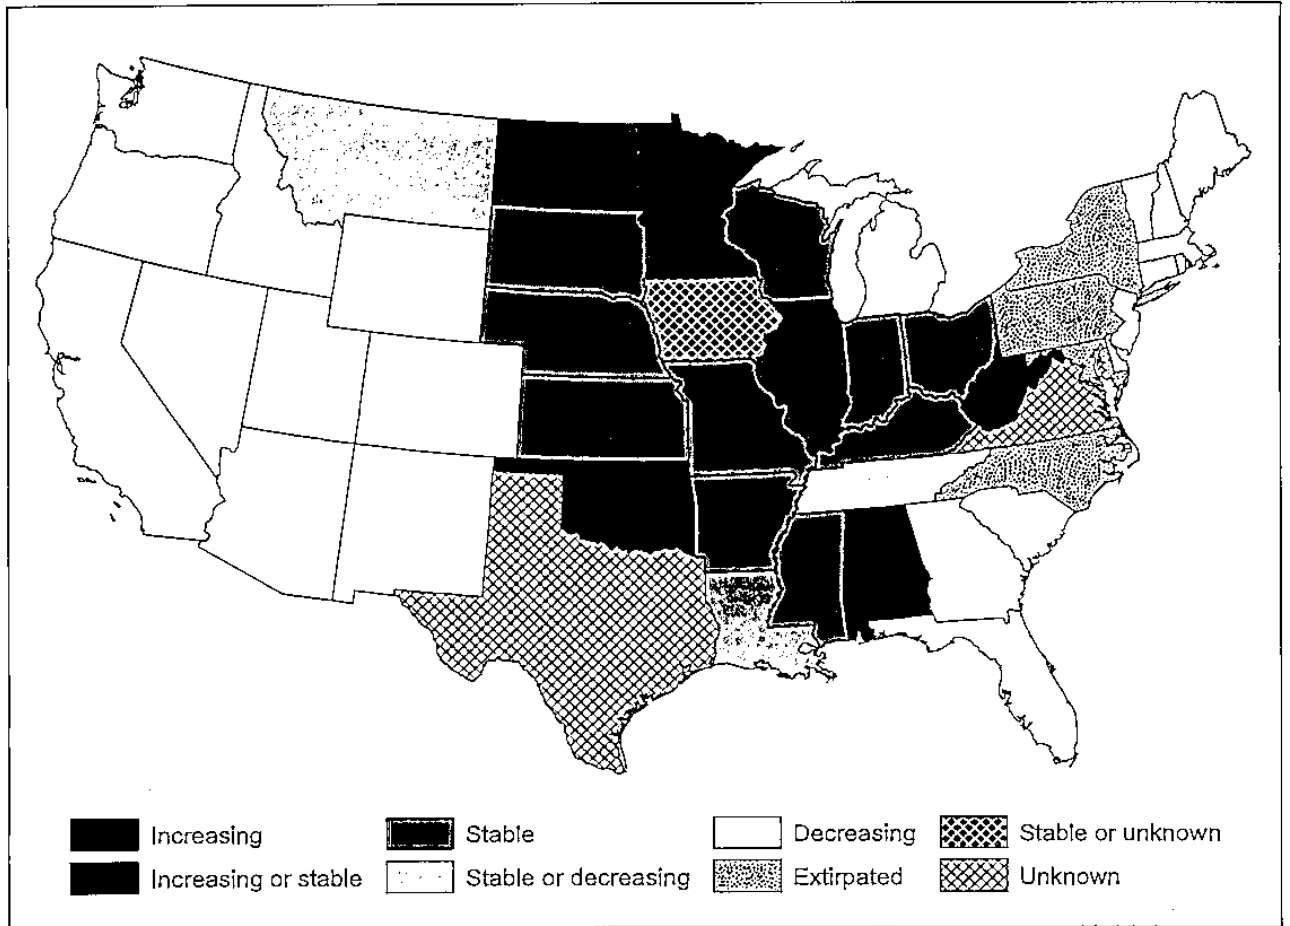 Increasing
Stable
Decreasing
Stable or unknown
Increasing or stable
Stable or decreasing
Extirpated
Unknown